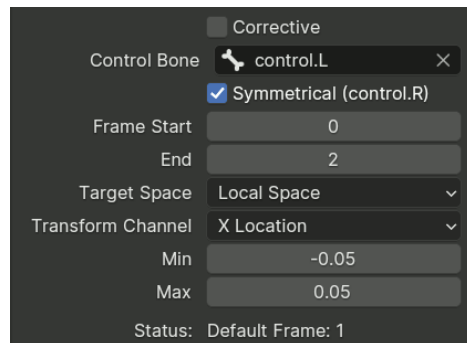 Corrective
Control Bone control.L
Symmetrical (control.R)
Frame Start 0
End 2
Target Space Local Space
Transform Channel X Location
Min -0.05
Max 0.05
Status: Default Frame: 1